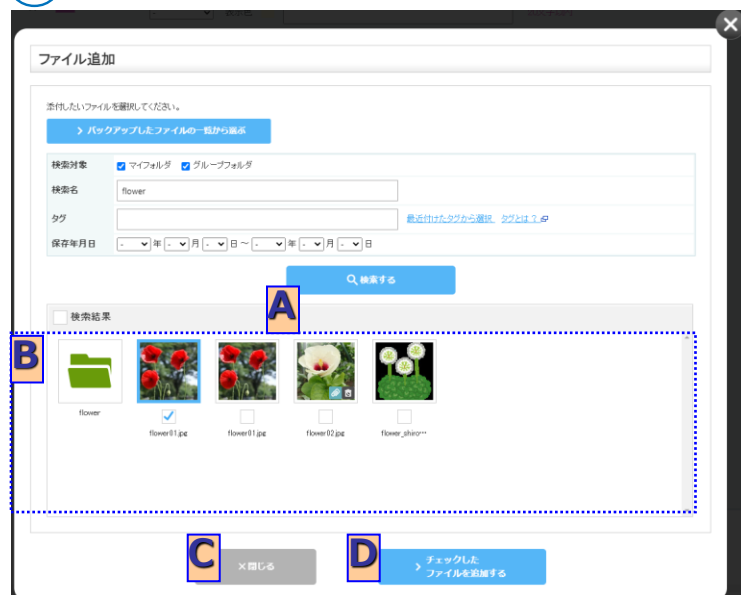 ファイル追加
添付したいファイルを選択してください。
> バックアップしたファイルの一覧から選ぶ
検索対象 マイフォルダ グループフォルダ
検索名 flower
タグ 最近付けたタグから選択 タグとは?
保存年月日 - 年 - 月 - 日 ~ - 年 - 月 - 日
検索する
A
検索結果
B
flower
flower01.jpg flower01.jpg flower02.jpg flower_shiro…
C ×閉じる
D > チェックした
ファイルを追加する